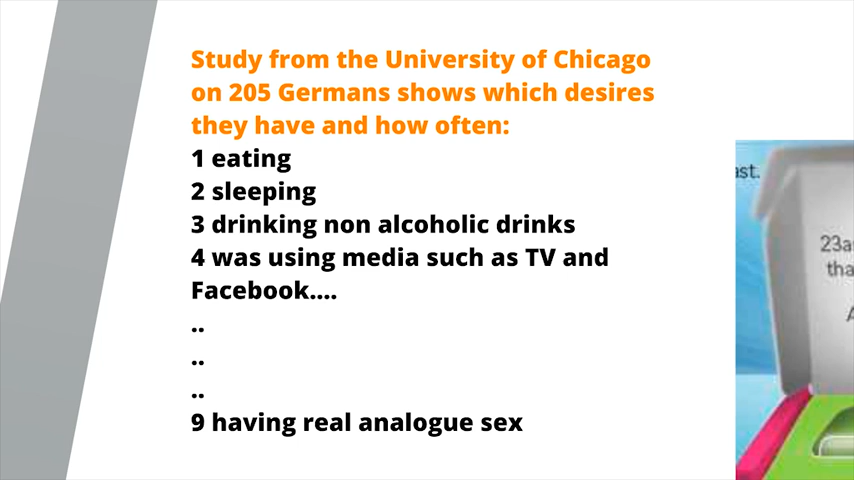 Study from the University of Chicago
on 205 Germans shows which desires
they have and how often:
1 eating
2 sleeping
3 drinking non alcoholic drinks
4 was using media such as TV and
Facebook....
..
..
..
9 having real analogue sex